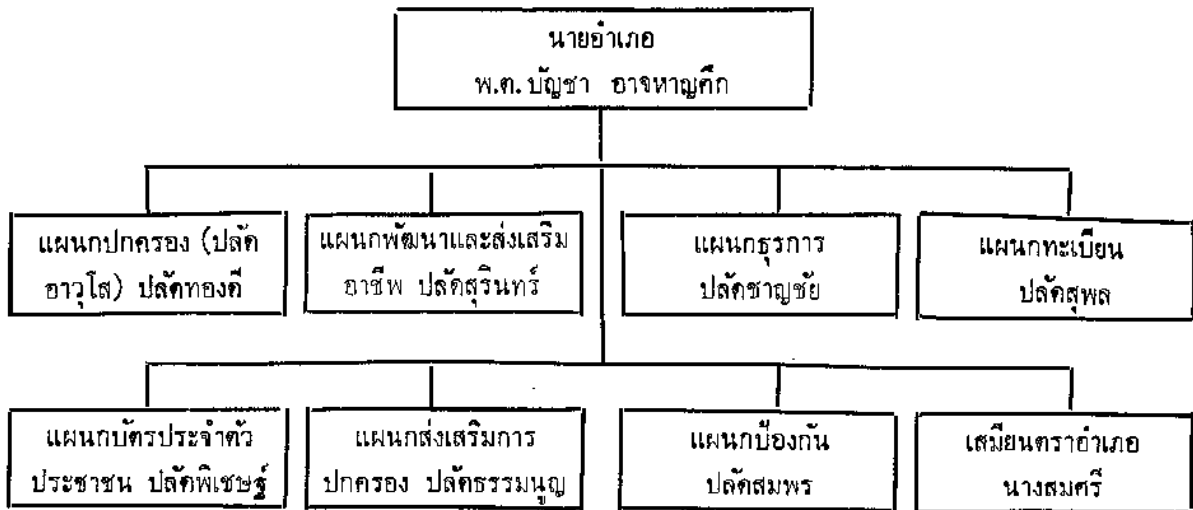 นายอำเภอ
พ.ต. บัญชา อาจหาญศึก
แผนกปกครอง (ปลัด
อาวุโส) ปลัดทองดี
แผนกพัฒนาและส่งเสริม
อาชีพ ปลัดสุรินทร์
แผนกธุรการ
ปลัดชาญชัย
แผนกทะเบียน
ปลัดสุพล
แผนกบัตรประจำตัว
ประชาชน ปลัดพิเชษฐ์
แผนกส่งเสริมการ
ปกครอง ปลัดธรรมนูญ
แผนกป้องกัน
ปลัดสมพร
เสมียนตราอำเภอ
นางสมศรี